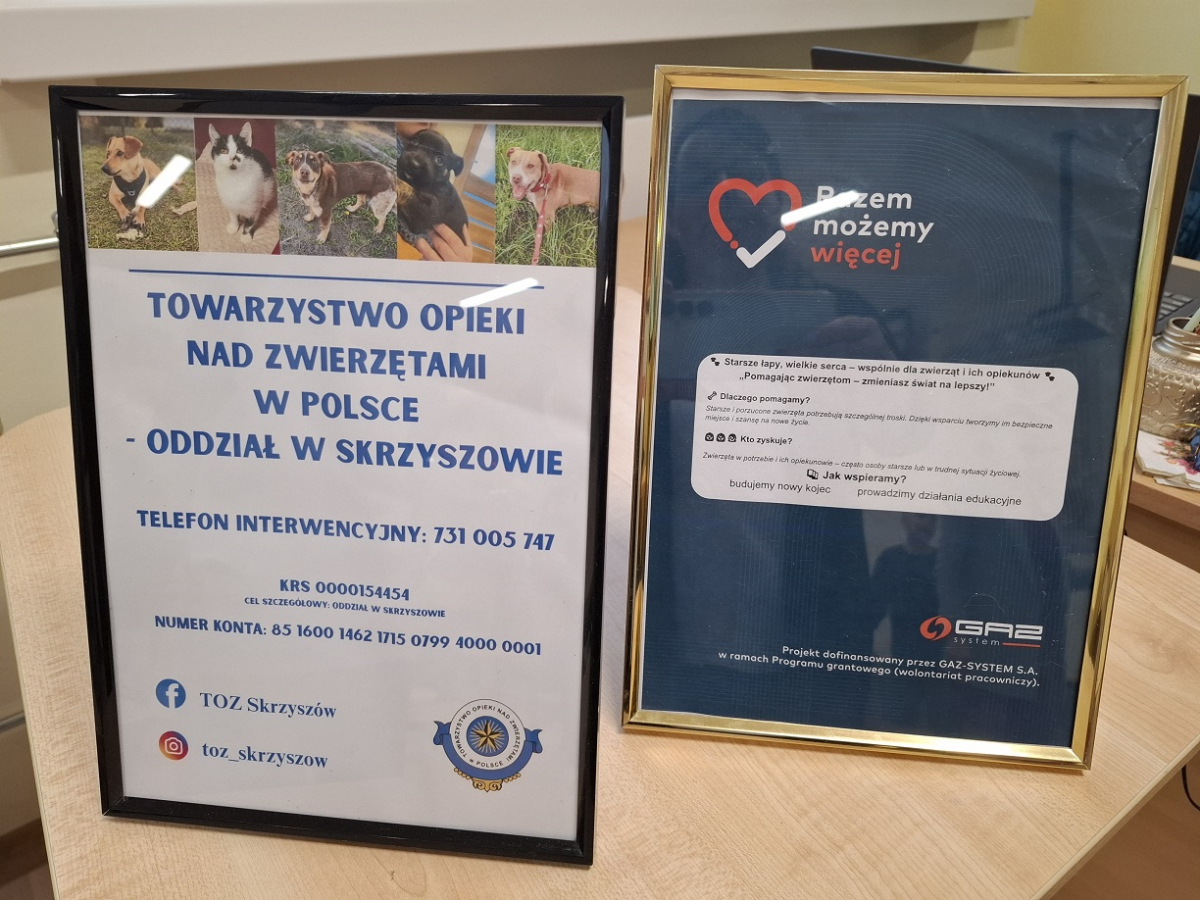 TOWARZYSTWO OPIEKI
NAD ZWIERZĘTAMI
W POLSCE
- ODDZIAŁ W SKRZYSZOWIE
TELEFON INTERWENCYJNY: 731 005 747
KRS 0000154454
CEL SZCZEGÓŁOWY: ODDZIAŁ W SKRZYSZOWIE
NUMER KONTA: 85 1600 1462 1715 0799 4000 0001
TOZ Skrzyszów
toz_skrzyszow
TOWARZYSTWO OPIEKI NAD ZWIERZĘTAMI
W POLSCE
Razem
możemy
więcej
Starsze łapy, wielkie serca – wspólnie dla zwierząt i ich opiekunów
„Pomagając zwierzętom – zmieniasz świat na lepszy!”
Dlaczego pomagamy?
Starsze i porzucone zwierzęta potrzebują szczególnej troski. Dzięki wsparciu tworzymy im bezpieczne
miejsce i szansę na nowe życie.
Kto zyskuje?
Zwierzęta w potrzebie i ich opiekunowie – często osoby starsze lub w trudnej sytuacji życiowej.
Jak wspieramy?
budujemy nowy kojec prowadzimy działania edukacyjne
GAZ
system
Projekt dofinansowany przez GAZ-SYSTEM S.A.
w ramach Programu grantowego (wolontariat pracowniczy).